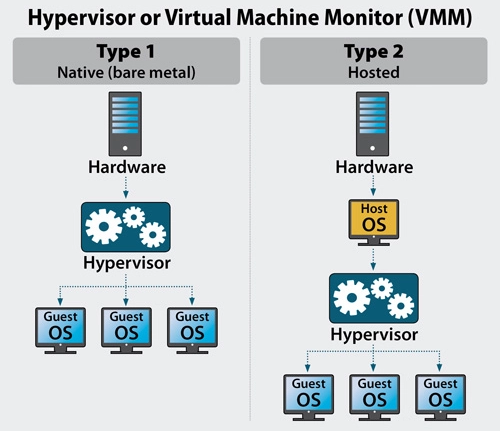 Hypervisor or Virtual Machine Monitor (VMM)
Type 1
Native (bare metal)
Hardware
Hypervisor
Guest
OS
Guest
OS
Guest
OS
Type 2
Hosted
Hardware
Host
OS
Hypervisor
Guest
OS
Guest
OS
Guest
OS